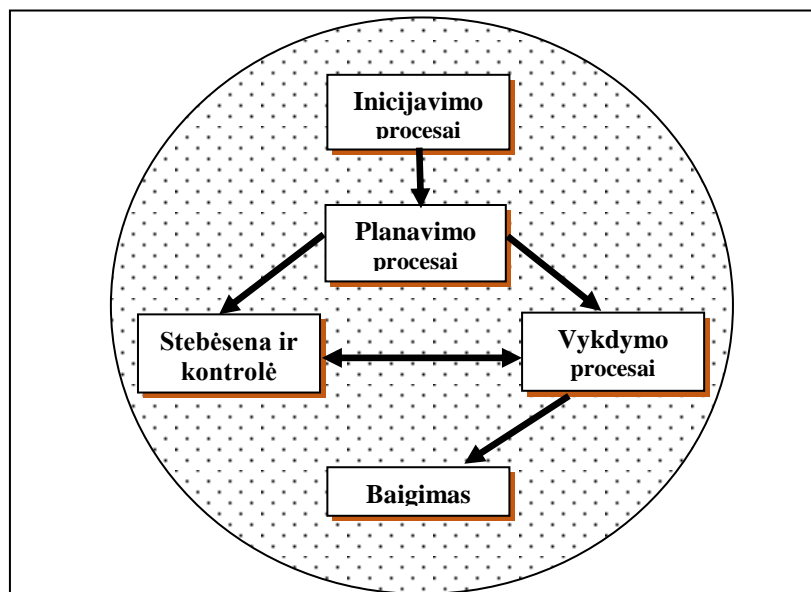 Inicijavimo
procesai
Planavimo
procesai
Stebėsena ir
kontrolė
Vykdymo
procesai
Baigimas